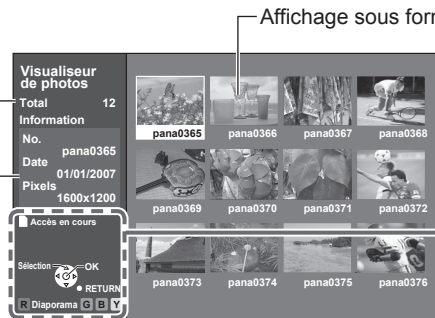 Affichage sous for
Visualiseur
de photos
Total 12
Information
No.
pana0365
Date
01/01/2007
Pixels
1600x1200
Accès en cours
Sélection OK
RETURN
R Diaporama G B Y
pana0365 pana0366 pana0367 pana0368
pana0369 pana0370 pana0371 pana0372
pana0373 pana0374 pana0375 pana0376